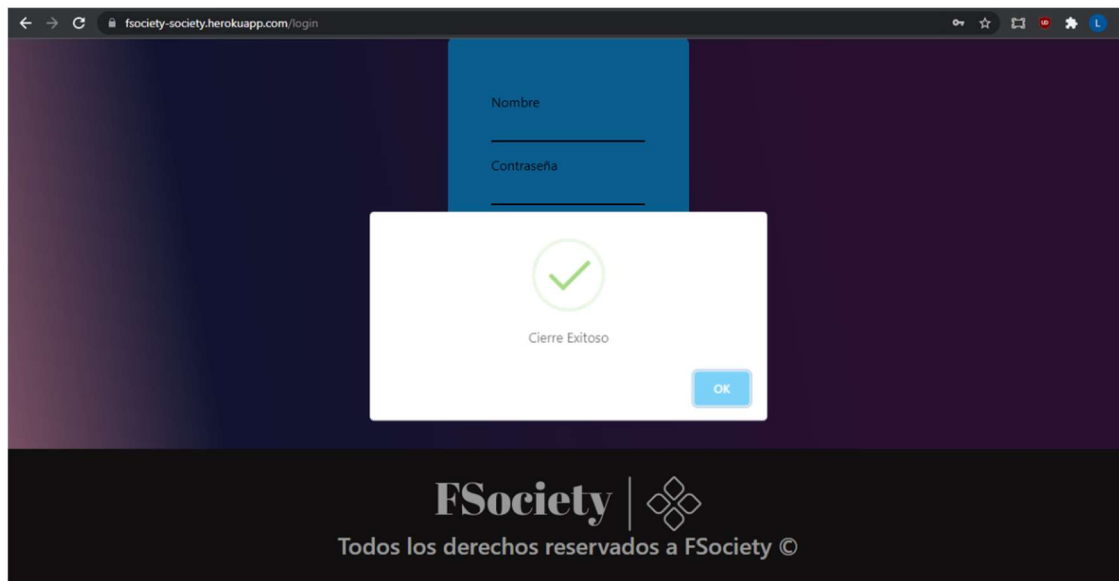 fsociety-society.herokuapp.com/login
Nombre
Contraseña
Cierre Exitoso
OK
FSociety
Todos los derechos reservados a FSociety ©